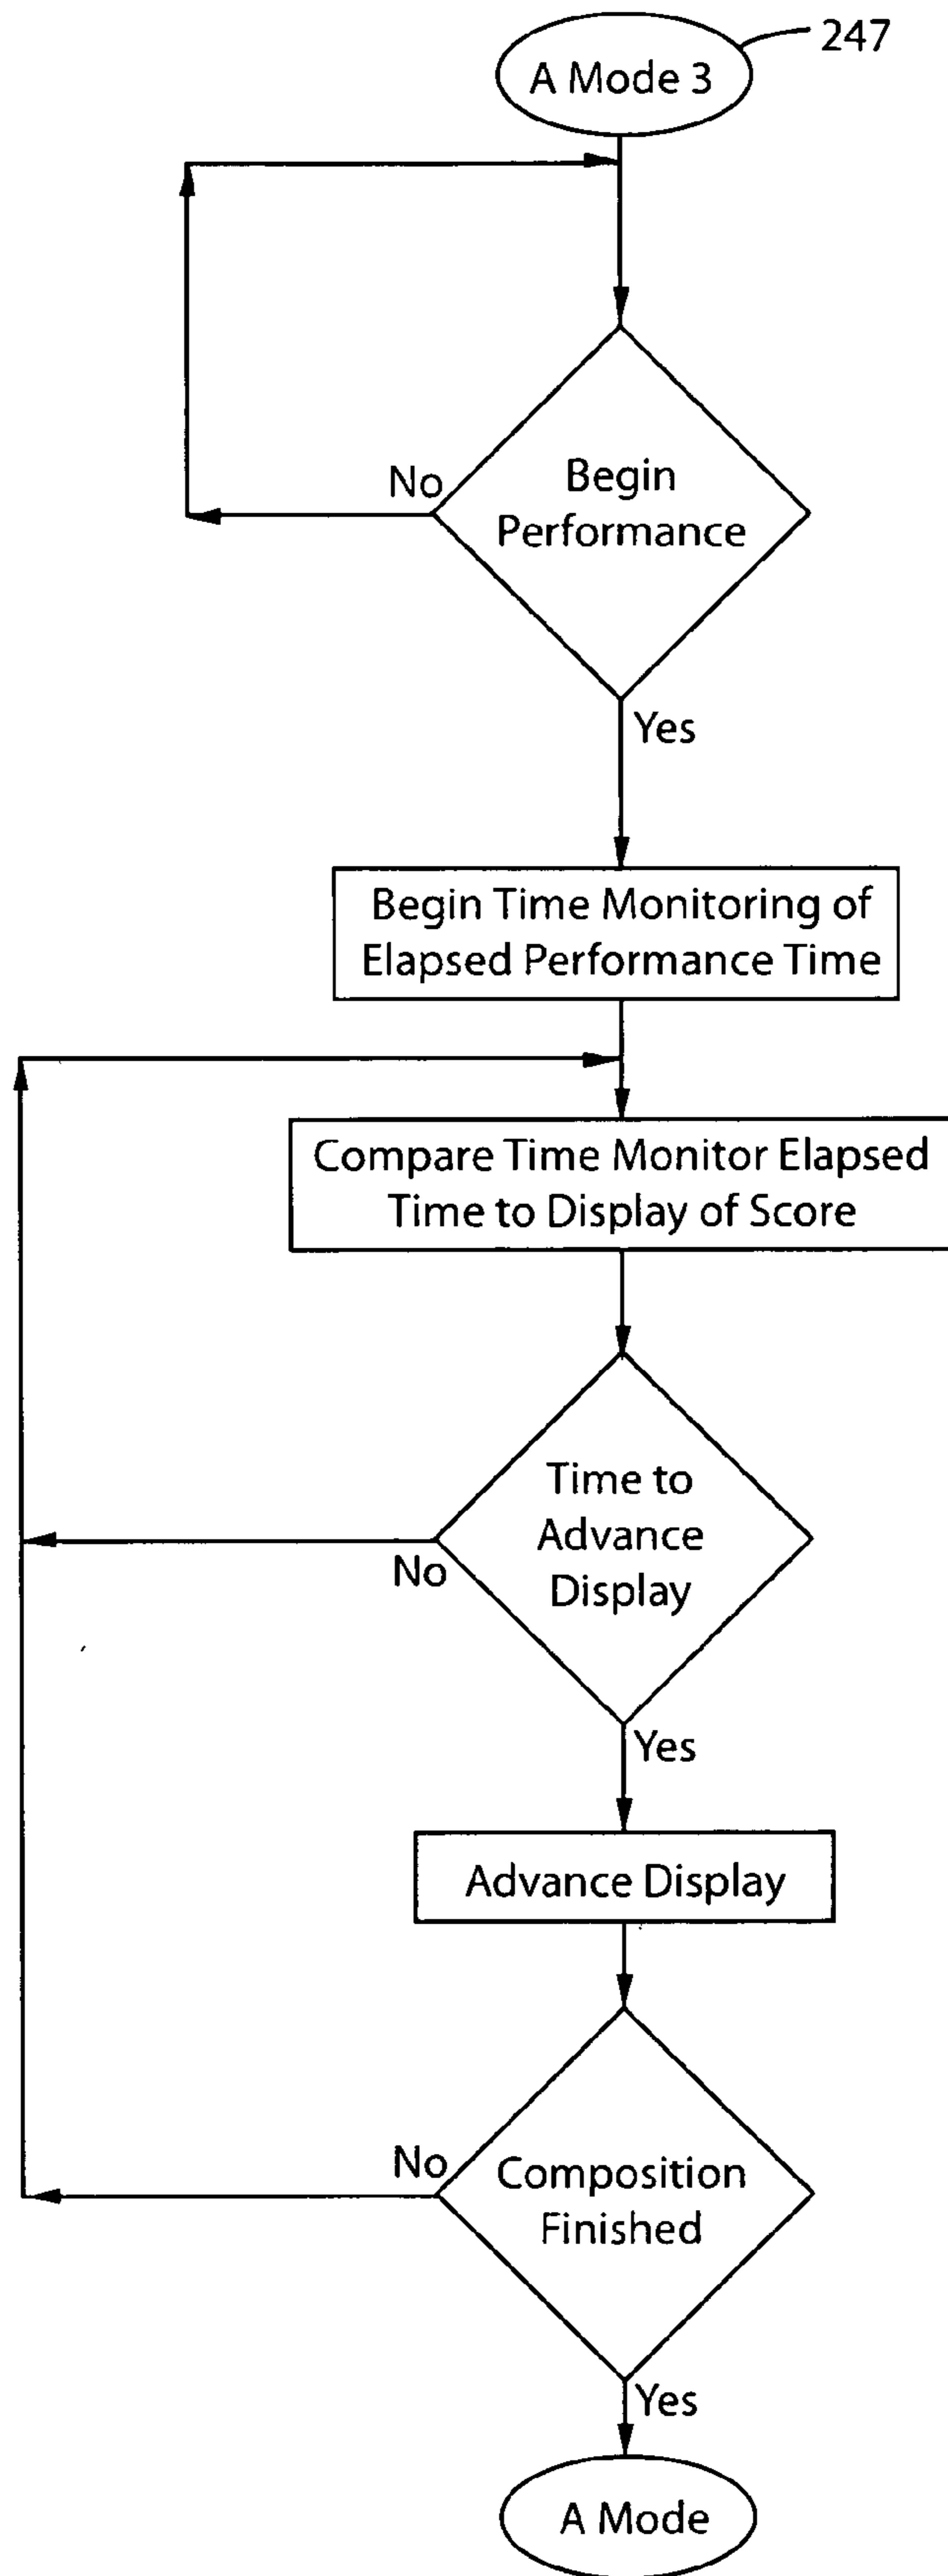 A Mode 3
247
Begin
Performance
No
Yes
Begin Time Monitoring of
Elapsed Performance Time
Compare Time Monitor Elapsed
Time to Display of Score
Time to
Advance
Display
No
Yes
Advance Display
No
Composition
Finished
Yes
A Mode